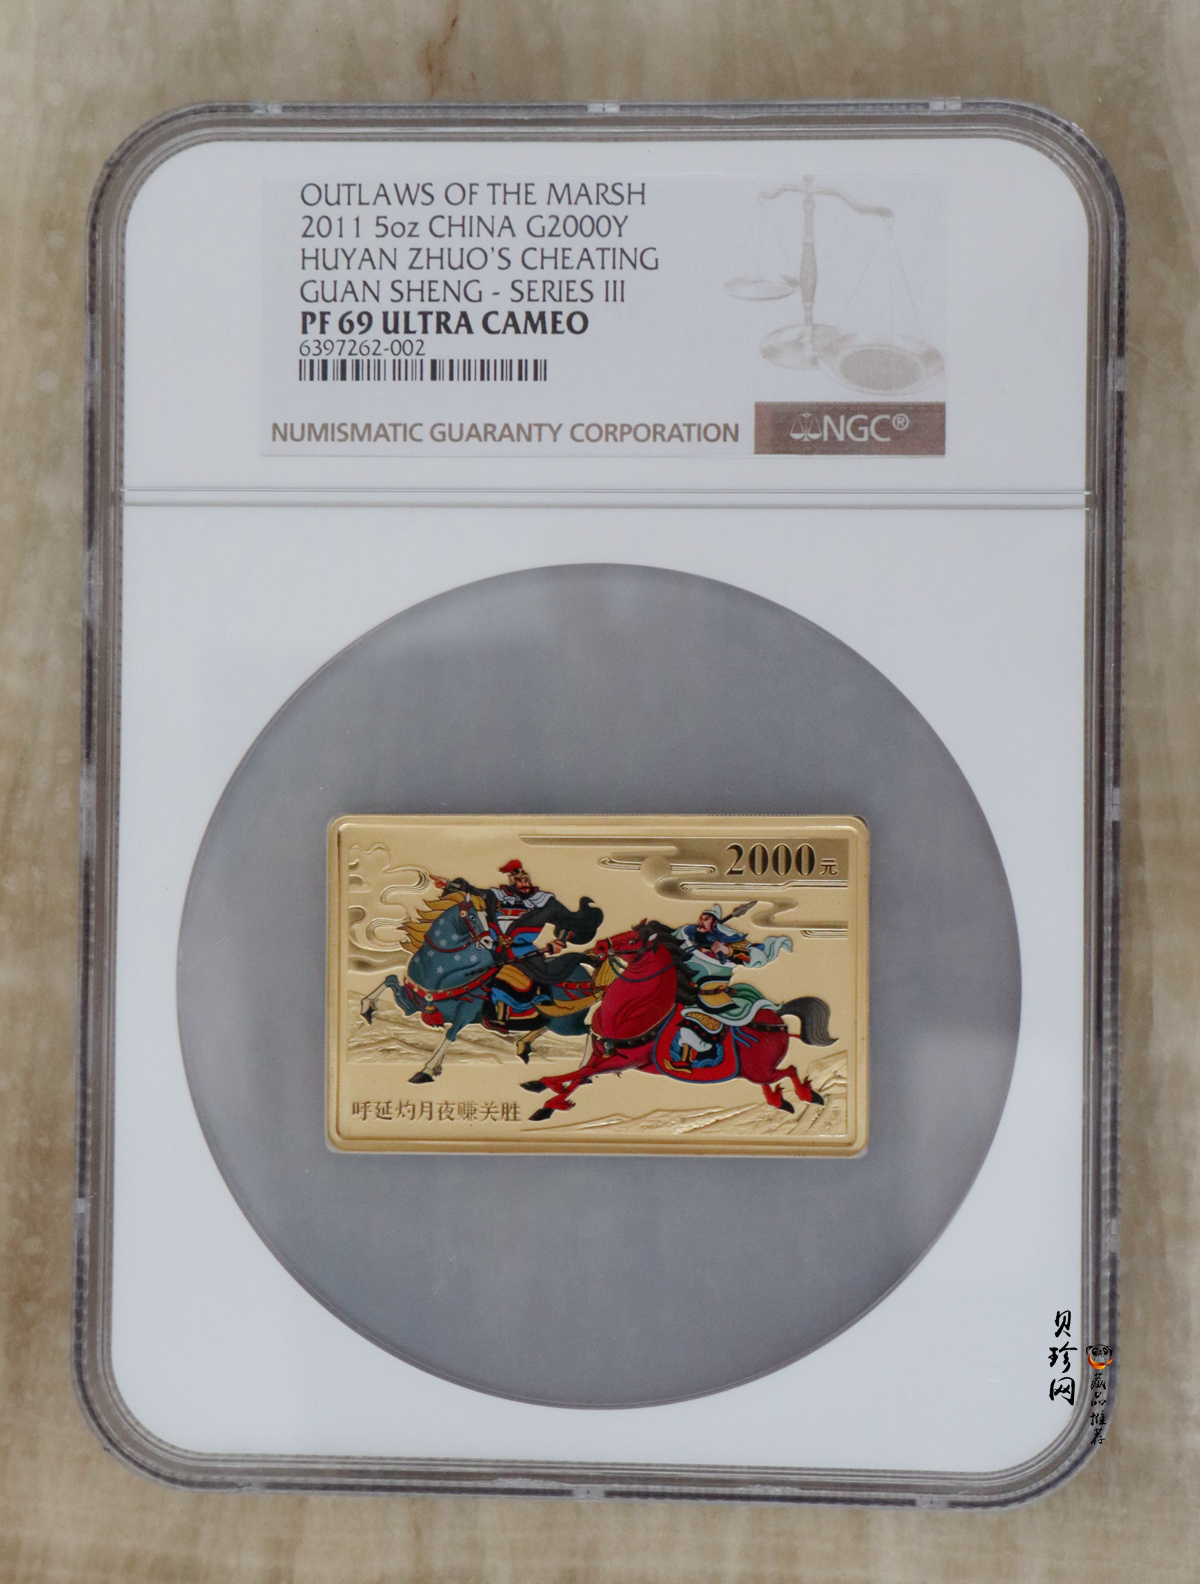 OUTLAWS OF THE MARSH
2011 5oz CHINA G2000Y
HUYAN ZHUO'S CHEATING
GUAN SHENG - SERIES III
PF 69 ULTRA CAMEO
6397262-002
NUMISMATIC GUARANTY CORPORATION
NGC®
2000元
呼延灼月夜赚关胜
贝珍网
藏品推荐